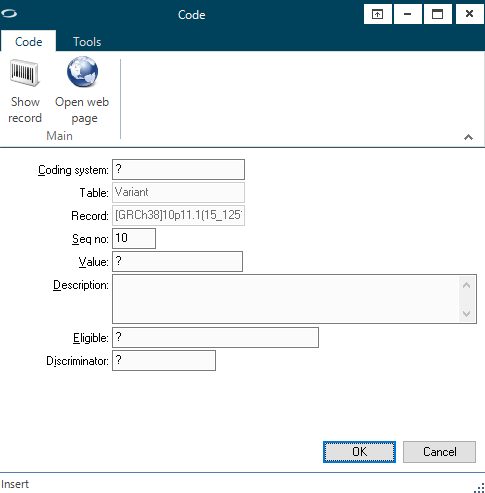 Code
Code Tools
Show record
Open web page
Main
Coding system: ?
Table: Variant
Record: [GRCh38]10p11.1(15_125
Seq no: 10
Value: ?
Description:
Eligible: ?
Discriminator: ?
OK Cancel
Insert